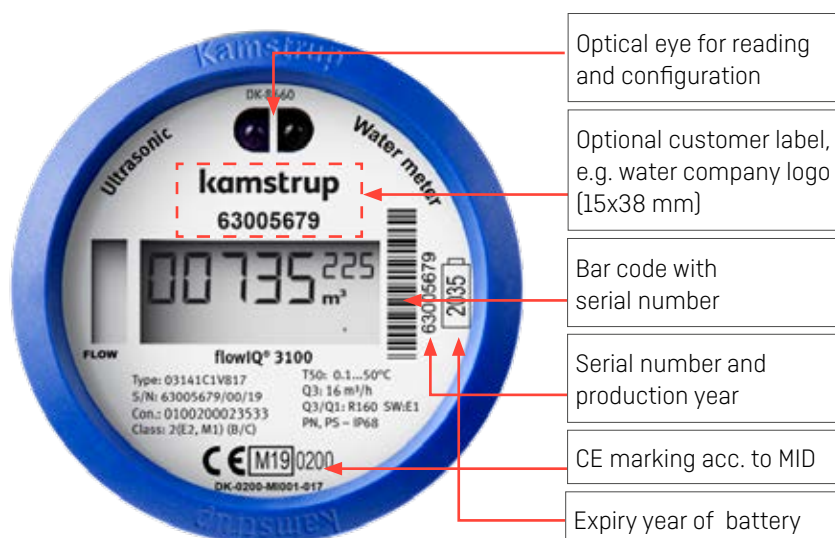 Kamstrup
DK-8660
Ultrasonic
Water meter
kamstrup
63005679
00735225
m³
63005679
2035
FLOW
flowIQ® 3100
Type: 03141C1V817
S/N: 63005679/00/19
Con.: 0100200023533
Class: 2(E2, M1) (B/C)
T50: 0.1...50°C
Q3: 16 m³/h
Q3/Q1: R160 SW:E1
PN, PS – IP68
CE M19 0200
DK-0200-MI001-017
Kamstrup
Optical eye for reading
and configuration
Optional customer label,
e.g. water company logo
(15x38 mm)
Bar code with
serial number
Serial number and
production year
CE marking acc. to MID
Expiry year of battery